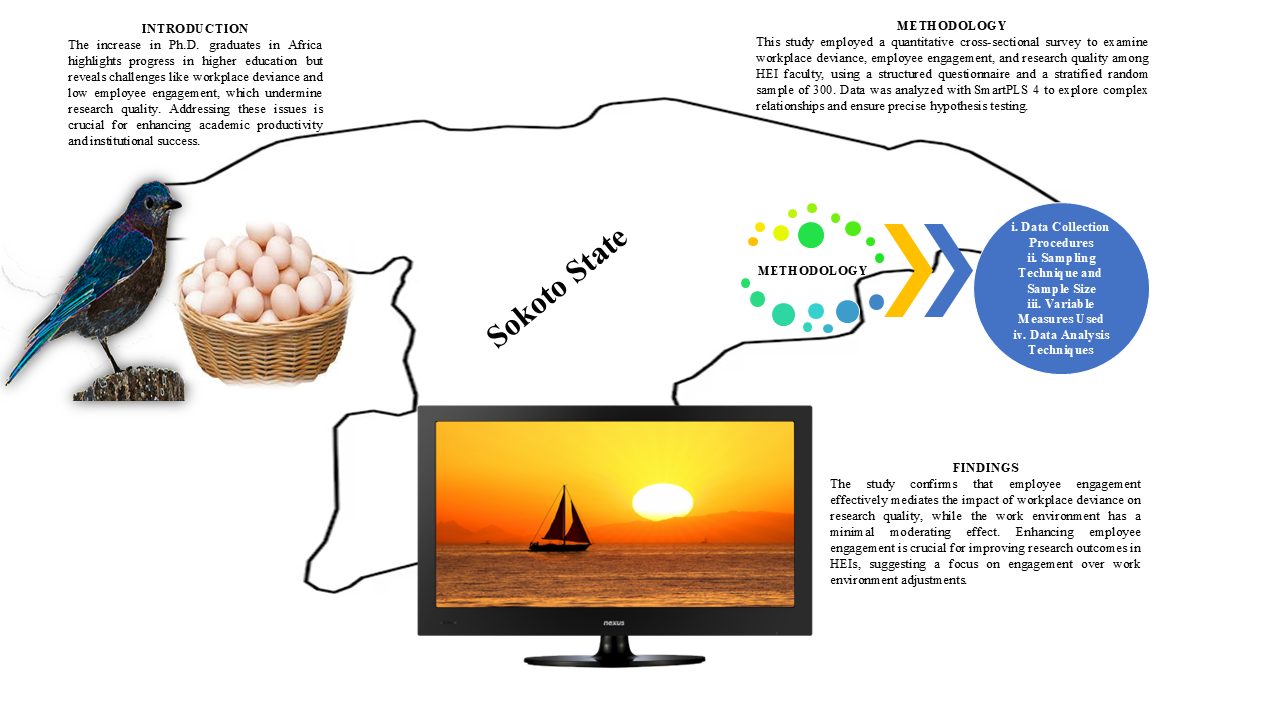 INTRODUCTION
The increase in Ph.D. graduates in Africa
highlights progress in higher education but
reveals challenges like workplace deviance and
low employee engagement, which undermine
research quality. Addressing these issues is
crucial for enhancing academic productivity
and institutional success.
METHODOLOGY
This study employed a quantitative cross-sectional survey to examine
workplace deviance, employee engagement, and research quality among
HEI faculty, using a structured questionnaire and a stratified random
sample of 300. Data was analyzed with SmartPLS 4 to explore complex
relationships and ensure precise hypothesis testing.
Sokoto State
METHODOLOGY
i. Data Collection
Procedures
ii. Sampling
Technique and
Sample Size
iii. Variable
Measures Used
iv. Data Analysis
Techniques
FINDINGS
The study confirms that employee engagement
effectively mediates the impact of workplace deviance on
research quality, while the work environment has a
minimal moderating effect. Enhancing employee
engagement is crucial for improving research outcomes in
HEIs, suggesting a focus on engagement over work
environment adjustments.
nexus